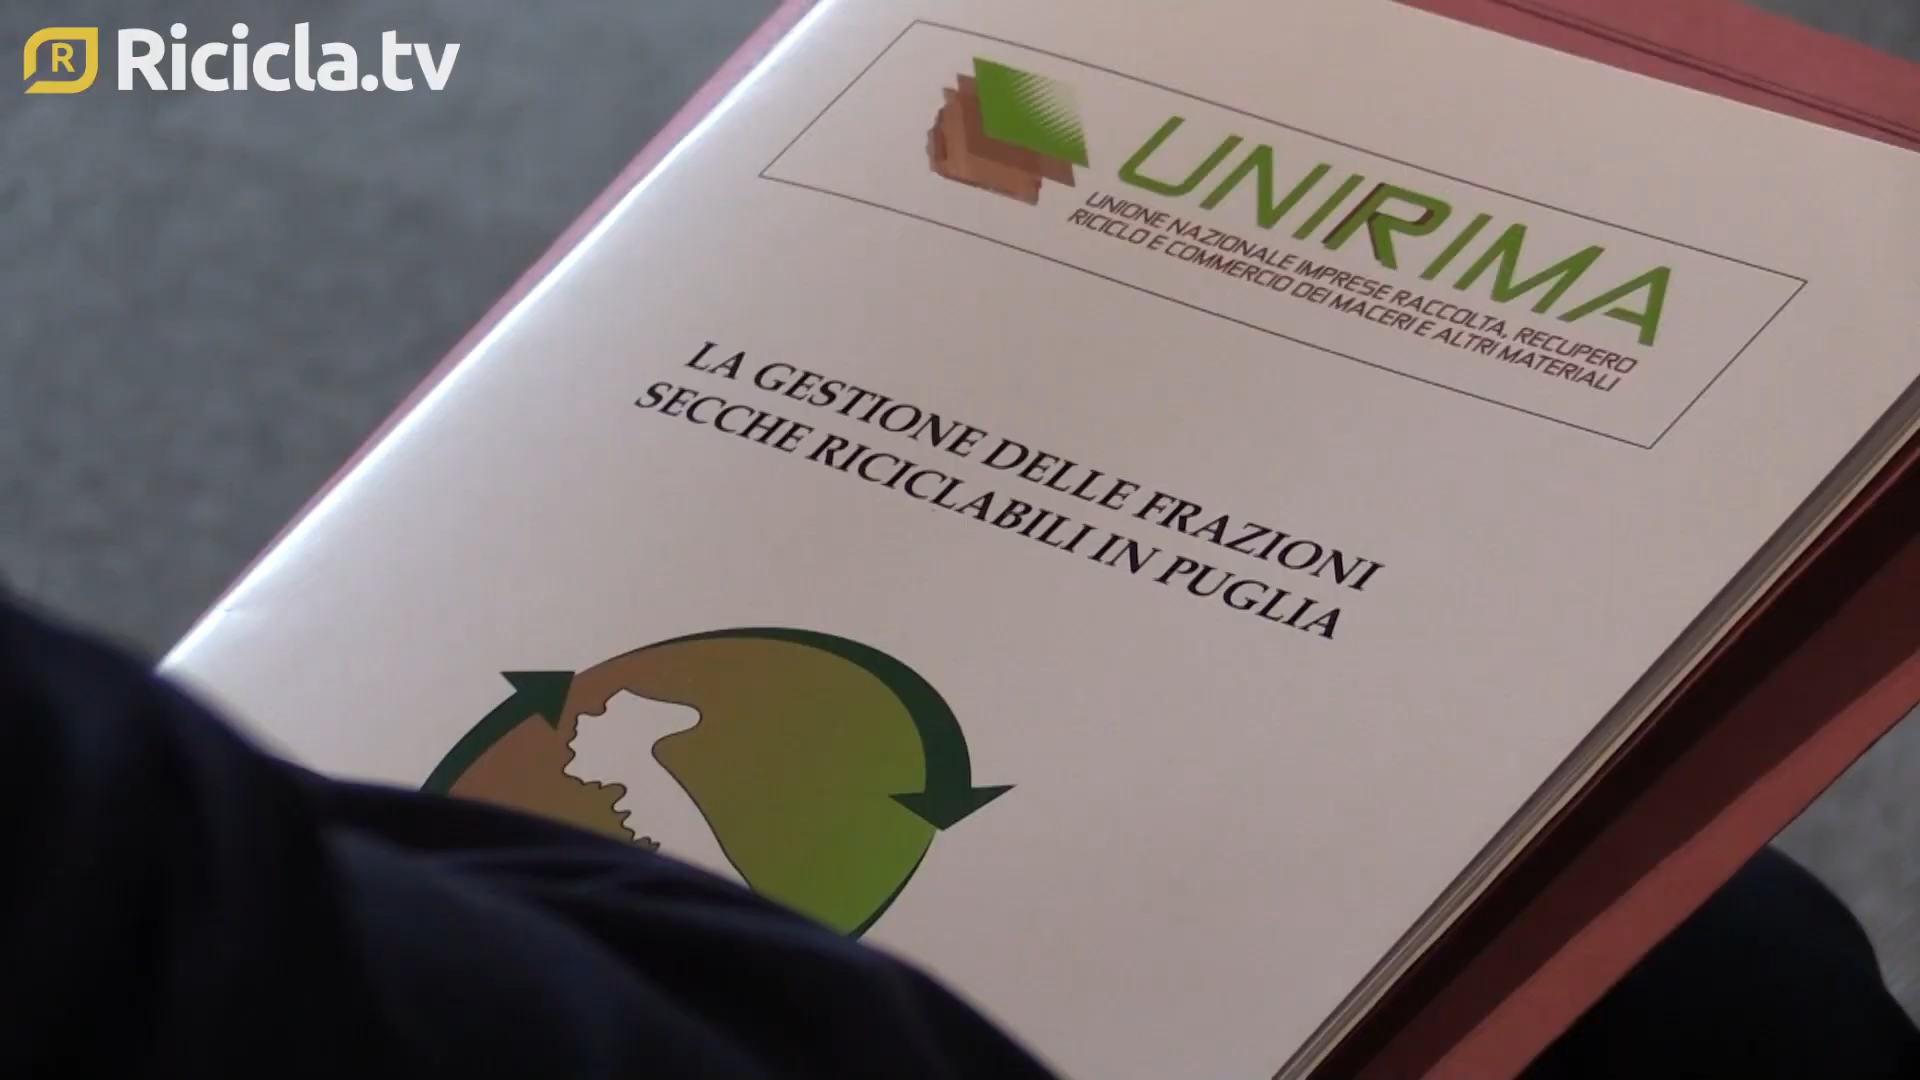 R Ricicla.tv
UNIRIMA
UNIONE NAZIONALE IMPRESE RACCOLTA, RECUPERO
RICICLO E COMMERCIO DEI MACERI E ALTRI MATERIALI
LA GESTIONE DELLE FRAZIONI
SECCHE RICICLABILI IN PUGLIA